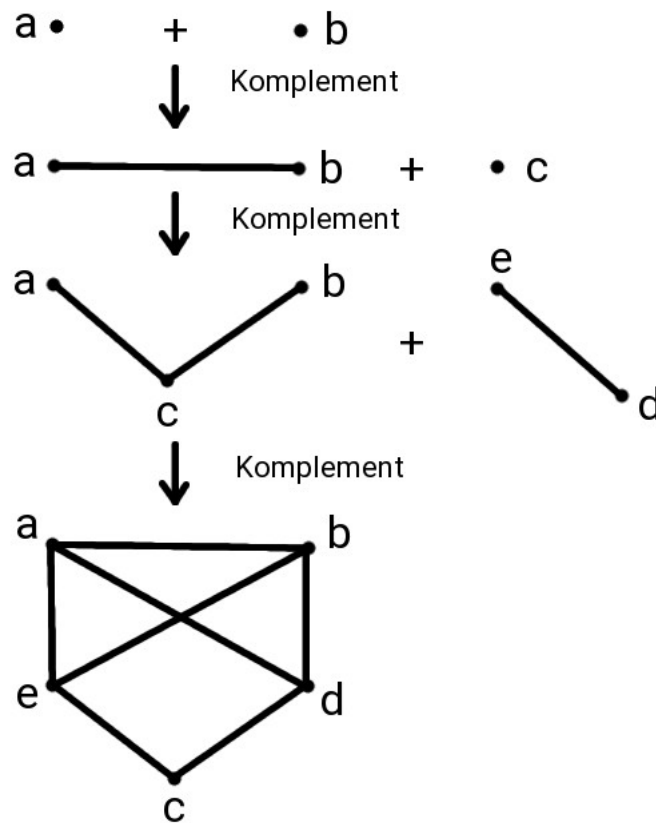 a + b
Komplement
a b + c
Komplement
a b e
+
c d
Komplement
a b
e d
c